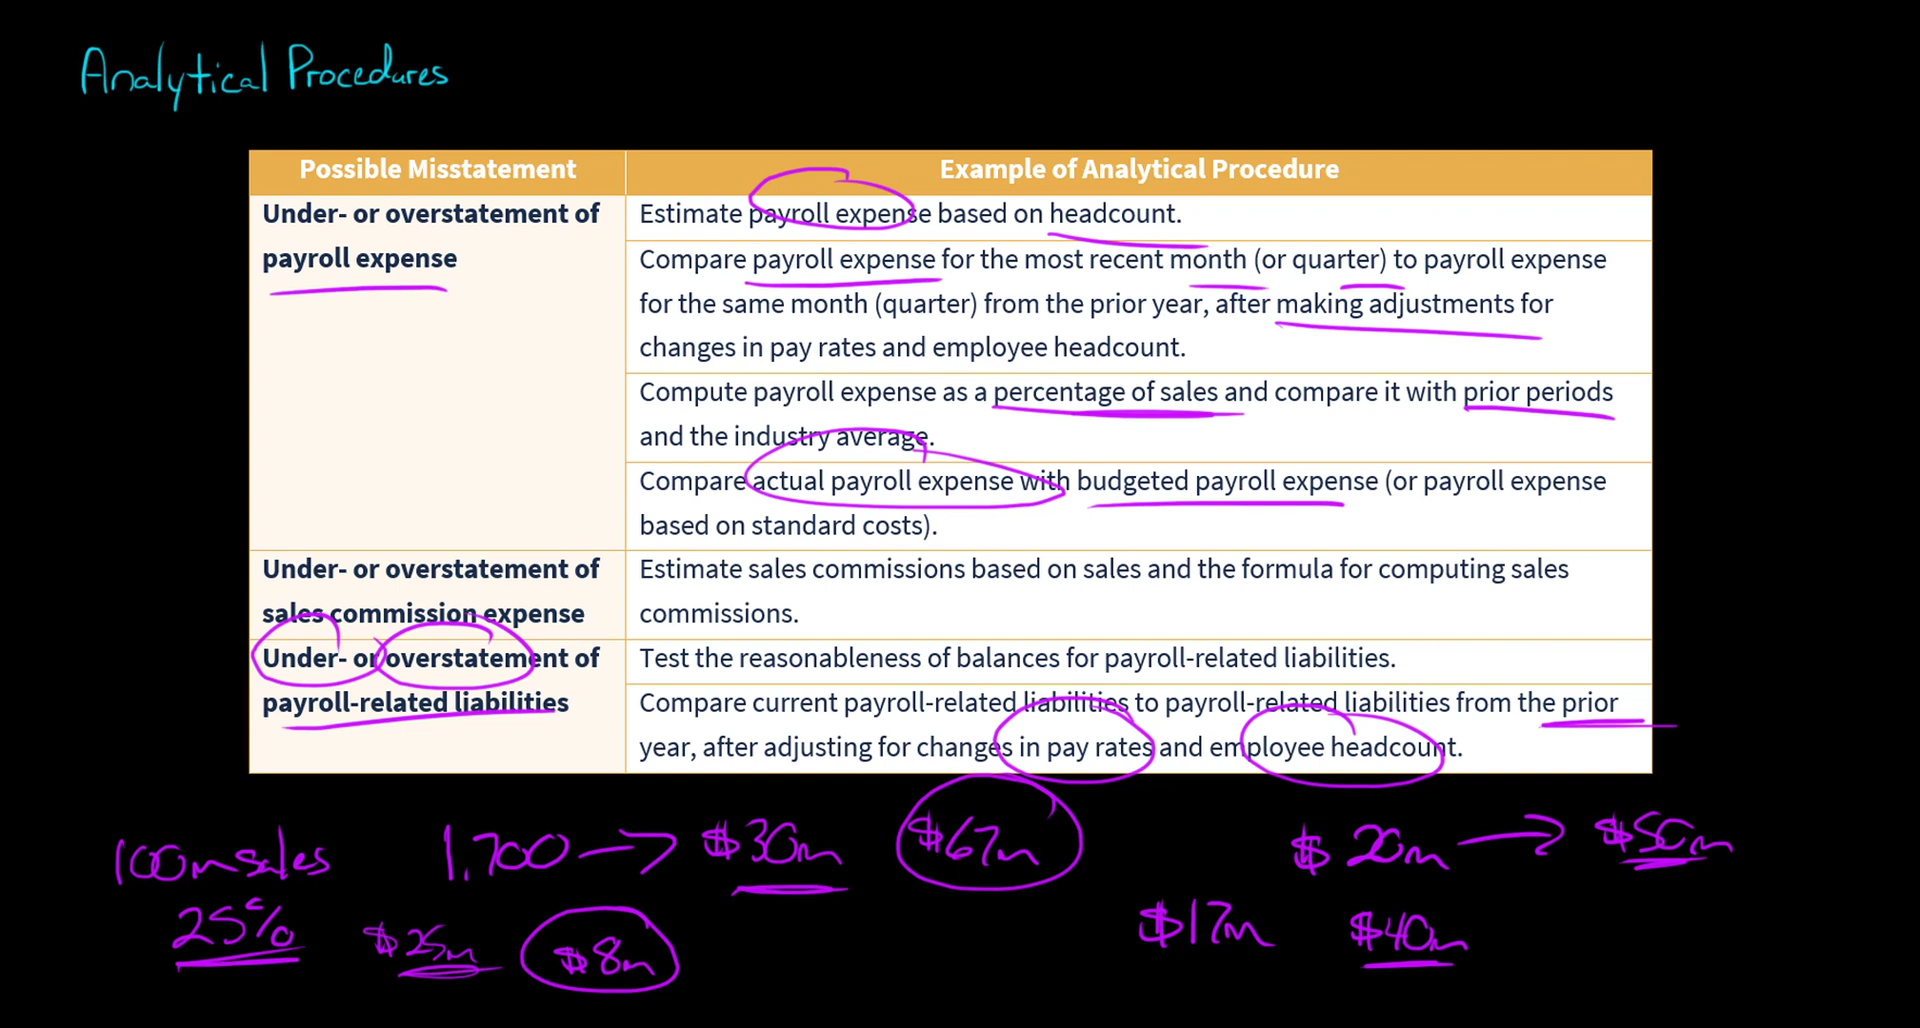 Analytical Procedures
Possible Misstatement
Example of Analytical Procedure
Under- or overstatement of
payroll expense
Estimate payroll expense based on headcount.
Compare payroll expense for the most recent month (or quarter) to payroll expense
for the same month (quarter) from the prior year, after making adjustments for
changes in pay rates and employee headcount.
Compute payroll expense as a percentage of sales and compare it with prior periods
and the industry average.
Compare actual payroll expense with budgeted payroll expense (or payroll expense
based on standard costs).
Under- or overstatement of
sales commission expense
Estimate sales commissions based on sales and the formula for computing sales
commissions.
Under- or overstatement of
payroll-related liabilities
Test the reasonableness of balances for payroll-related liabilities.
Compare current payroll-related liabilities to payroll-related liabilities from the prior
year, after adjusting for changes in pay rates and employee headcount.
100m sales 1,700 → $30m $67m $20m → $50m
25% $25m $8m $17m $40m